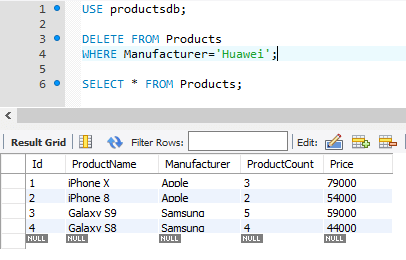 1 USE productsdb;
2
3 DELETE FROM Products
4 WHERE Manufacturer='Huawei';
5
6 SELECT * FROM Products;
Result Grid Filter Rows: Edit:
Id ProductName Manufacturer ProductCount Price
1 iPhone X Apple 3 79000
2 iPhone 8 Apple 2 54000
3 Galaxy S9 Samsung 5 59000
4 Galaxy S8 Samsung 4 44000
NULL NULL NULL NULL NULL